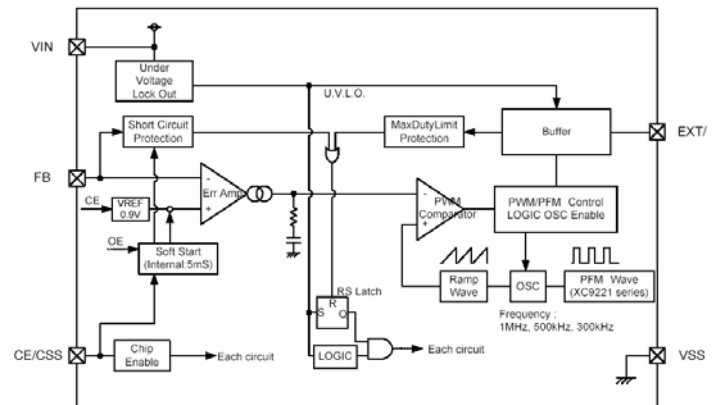 VIN
Under
Voltage
Lock Out
U.V.L.O.
Short Circuit
Protection
MaxDutyLimit
Protection
Buffer
EXT/
FB
-
Err Amp
+
CE
VREF
0.9V
-
PWM
Comparator
+
PWM/PFM Control
LOGIC OSC Enable
OE
Soft Start
(Internal:5mS)
Ramp
Wave
OSC
PFM Wave
(XC9221 series)
Frequency :
1MHz, 500kHz, 300kHz
RS Latch
R
S
Q
LOGIC
Each circuit
CE/CSS
Chip
Enable
Each circuit
VSS